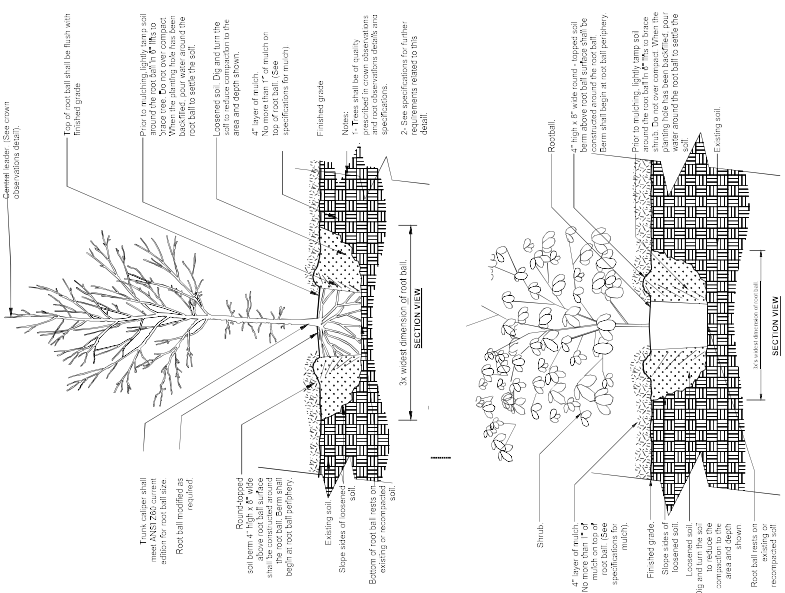 Central leader. (See crown
observations detail).
Top of root ball shall be flush with
finished grade
Prior to mulching, lightly tamp soil
around the root ball in 6" lifts to
brace tree. Do not over compact.
When the planting hole has been
backfilled, pour water around the
root ball to settle the soil.
Loosened soil. Dig and turn the
soil to reduce compaction to the
area and depth shown.
4" layer of mulch.
No more than 1" of mulch on
top of root ball. (See
specifications for mulch)
Finished grade
Notes:
1- Trees shall be of quality
prescribed in crown observations
and root observations details and
specifications.
2- See specifications for further
requirements related to this
detail.
Trunk caliper shall
meet ANSI Z60 current
edition for root ball size
Root ball modified as
required.
Round-topped
soil berm 4" high x 8" wide
above root ball surface
shall be constructed around
the root ball. Berm shall
begin at root ball periphery.
Existing soil.
Slope sides of loosened
soil.
Bottom of root ball rests on
existing or recompacted
soil.
3x widest dimension of root ball.
SECTION VIEW
Rootball.
4" high x 8" wide round - topped soil
berm above root ball surface shall be
constructed around the root ball.
Berm shall begin at root ball periphery.
Prior to mulching, lightly tamp soil
around the root ball in 6" lifts to brace
shrub. Do not over compact. When the
planting hole has been backfilled, pour
water around the root ball to settle the
soil.
Existing soil.
Shrub.
4" layer of mulch.
No more than 1" of
mulch on top of
root ball. (See
specifications for
mulch).
Finished grade.
Slope sides of
loosened soil.
Loosened soil.
Dig and turn the soil
to reduce the
compaction to the
area and depth
shown.
Root ball rests on
existing or
recompacted soil
3x widest dimension of root ball.
SECTION VIEW